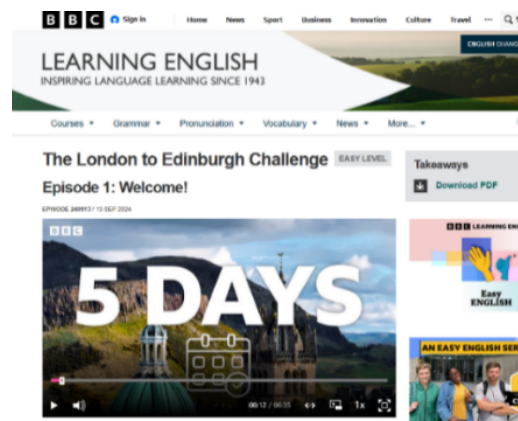 BBC Sign in Home News Sport Business Innovation Culture Travel
ENGLISH CHANG
LEARNING ENGLISH
INSPIRING LANGUAGE LEARNING SINCE 1943
Courses Grammar Pronunciation Vocabulary News More...
The London to Edinburgh Challenge EASY LEVEL
Episode 1: Welcome!
EPISODE 240913 / 13 SEP 2024
Takeaways
Download PDF
BBC
5 DAYS
00:12 / 06:35 1x
BBC LEARNING EN
Easy
ENGLISH
AN EASY ENGLISH SER